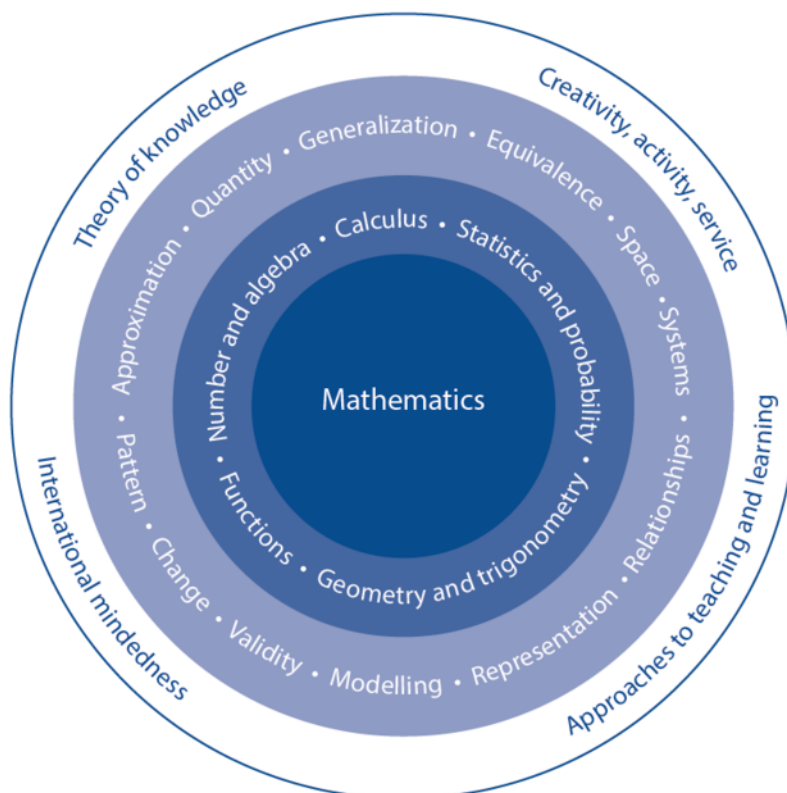 Theory of knowledge
Creativity, activity, service
Approaches to teaching and learning
International mindedness
Approximation • Quantity • Generalization • Equivalence • Space • Systems • Relationships • Representation • Modelling • Validity • Change • Pattern •
Number and algebra • Calculus • Statistics and probability • Geometry and trigonometry • Functions •
Mathematics